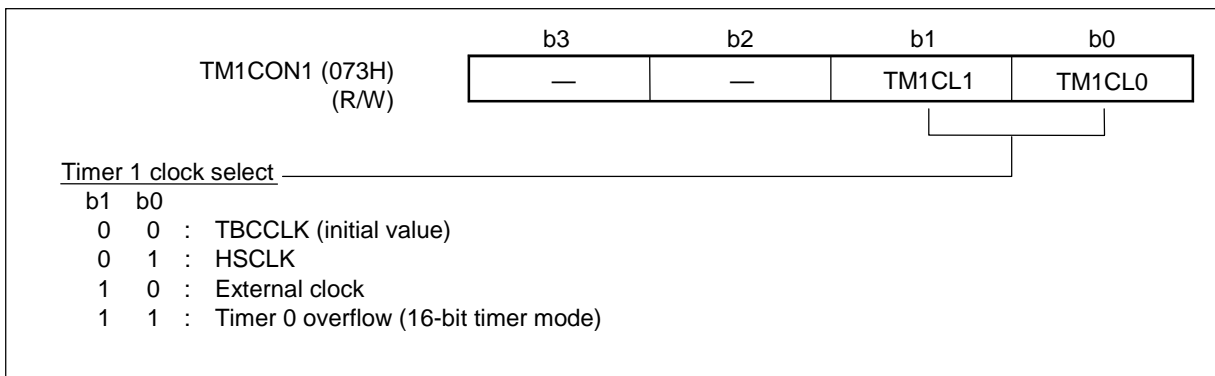 b3 b2 b1 b0
TM1CON1 (073H) — — TM1CL1 TM1CL0
(R/W)
Timer 1 clock select
b1 b0
0 0 : TBCCLK (initial value)
0 1 : HSCLK
1 0 : External clock
1 1 : Timer 0 overflow (16-bit timer mode)